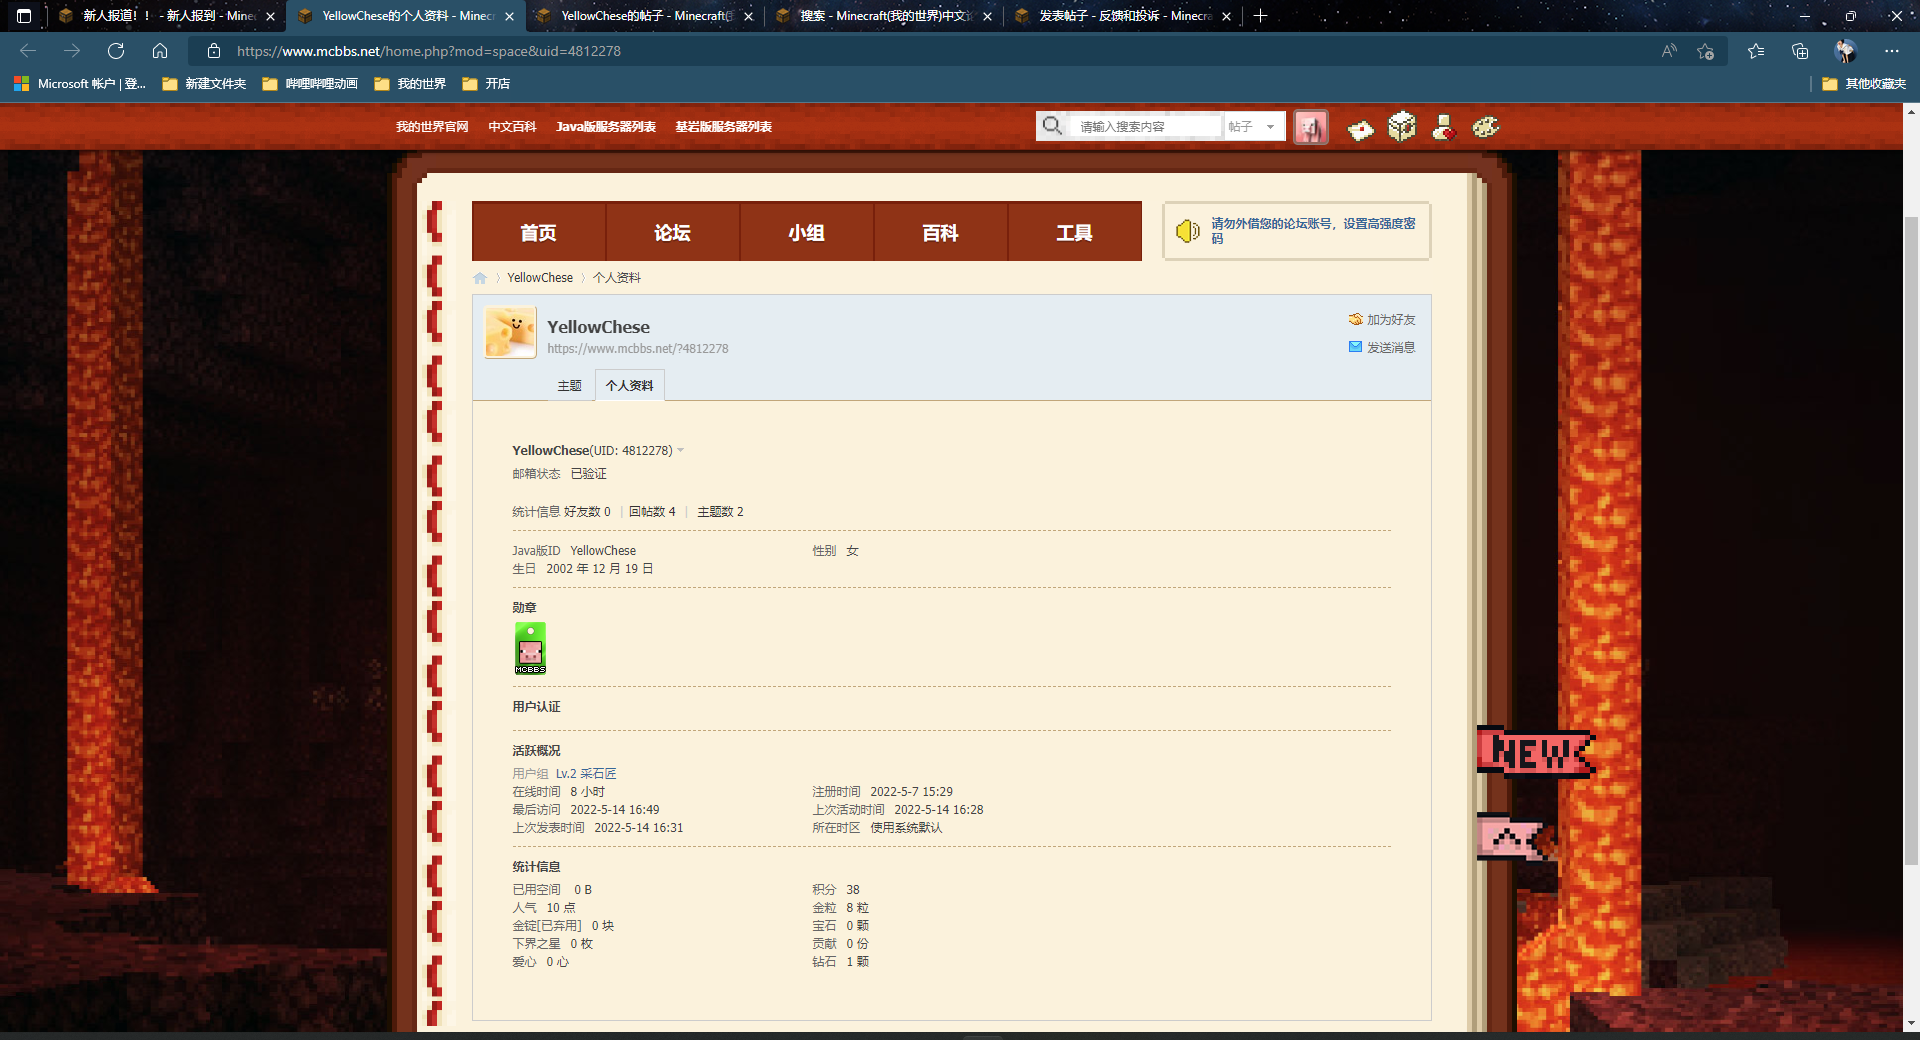 新人报道！！ - 新人报到 - Mine
YellowChese的个人资料 - Minecr
YellowChese的帖子 - Minecraft(
搜索 - Minecraft(我的世界)中文
发表帖子 - 反馈和投诉 - Minecra
https://www.mcbbs.net/home.php?mod=space&uid=4812278
Microsoft 帐户 | 登...
新建文件夹
哔哩哔哩动画
我的世界
开店
其他收藏夹
我的世界官网 中文百科 Java版服务器列表 基岩版服务器列表
请输入搜索内容 帖子
首页 论坛 小组 百科 工具
请勿外借您的论坛账号，设置高强度密
码
YellowChese 个人资料
YellowChese
https://www.mcbbs.net/?4812278
加为好友
发送消息
主题 个人资料
YellowChese(UID: 4812278)
邮箱状态 已验证
统计信息 好友数 0 | 回帖数 4 | 主题数 2
Java版ID YellowChese 性别 女
生日 2002 年 12 月 19 日
勋章
MCBBS
用户认证
活跃概况
用户组 Lv.2 采石匠
在线时间 8 小时 注册时间 2022-5-7 15:29
最后访问 2022-5-14 16:49 上次活动时间 2022-5-14 16:28
上次发表时间 2022-5-14 16:31 所在时区 使用系统默认
NEW
统计信息
已用空间 0 B 积分 38
人气 10 点 金粒 8 粒
金锭[已弃用] 0 块 宝石 0 颗
下界之星 0 枚 贡献 0 份
爱心 0 心 钻石 1 颗